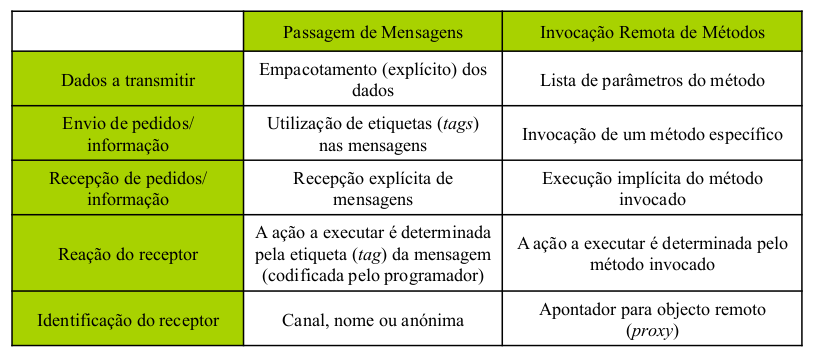 Passagem de Mensagens
Invocação Remota de Métodos
Dados a transmitir
Empacotamento (explícito) dos
dados
Lista de parâmetros do método
Envio de pedidos/
informação
Utilização de etiquetas (tags)
nas mensagens
Invocação de um método específico
Recepção de pedidos/
informação
Recepção explícita de
mensagens
Execução implícita do método
invocado
Reação do receptor
A ação a executar é determinada
pela etiqueta (tag) da mensagem
(codificada pelo programador)
A ação a executar é determinada pelo
método invocado
Identificação do receptor
Canal, nome ou anónima
Apontador para objecto remoto
(proxy)